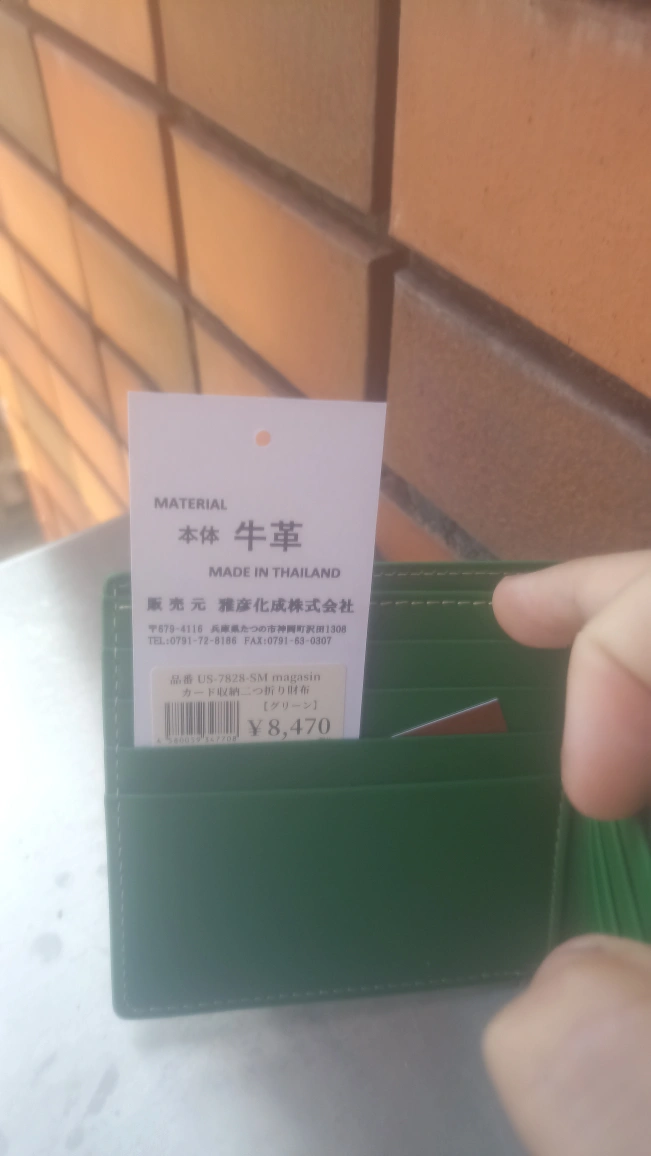 MATERIAL
本体 牛革
MADE IN THAILAND
販売元 雅彦化成株式会社
〒679-4116 兵庫県たつの市神岡町沢田1308
TEL:0791-72-8186 FAX:0791-63-0307
品番 US-7828-SM magasin
カード収納二つ折り財布
【グリーン】
¥8,470